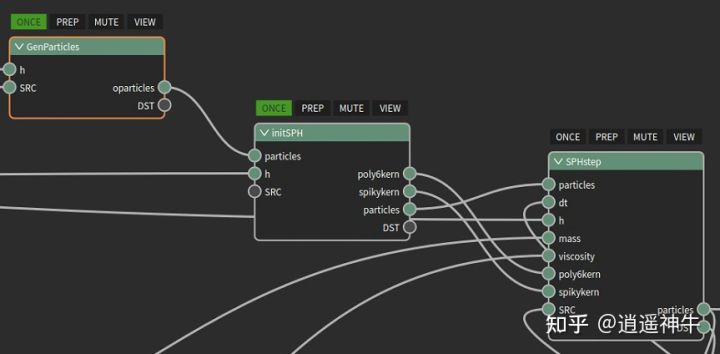 ONCE PREP MUTE VIEW
GenParticles
h
SRC oparticles
DST
ONCE PREP MUTE VIEW
initSPH
particles
h poly6kern
SRC spikykern
particles
DST
ONCE PREP MUTE VIEW
SPHstep
particles
dt
h
mass
viscosity
poly6kern
spikykern
SRC particles
知乎 @逍遥神牛